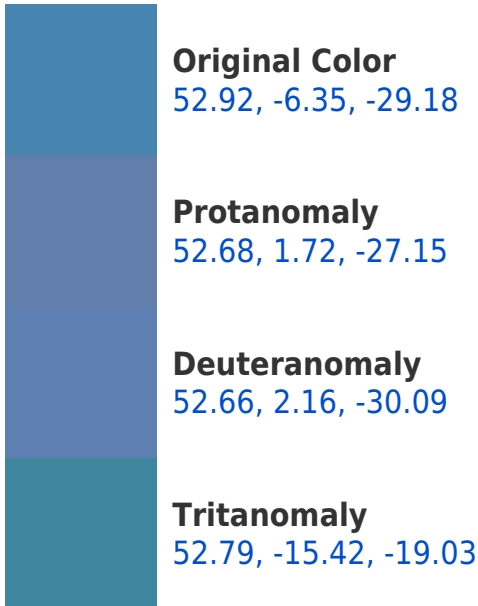 Original Color
52.92, -6.35, -29.18
Protanomaly
52.68, 1.72, -27.15
Deuteranomaly
52.66, 2.16, -30.09
Tritanomaly
52.79, -15.42, -19.03